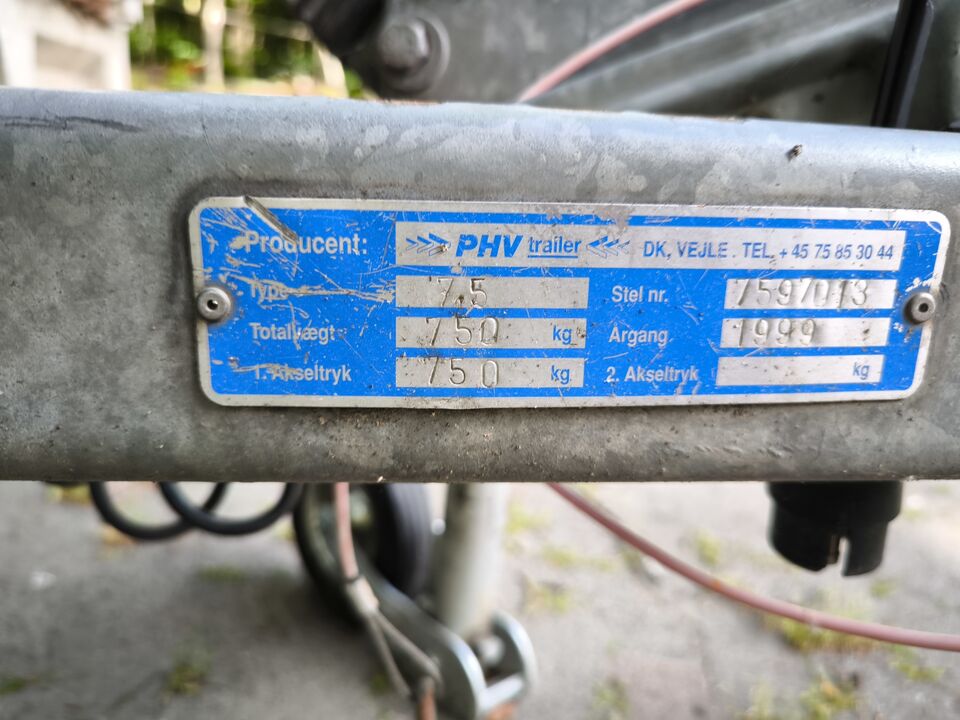 Producent: PHV trailer DK, VEJLE . TEL. + 45 75 85 30 44
Type 7.5 Stel nr. 7597013
Totalvægt 750 kg Årgang 1999
1. Akseltryk 750 kg 2. Akseltryk kg